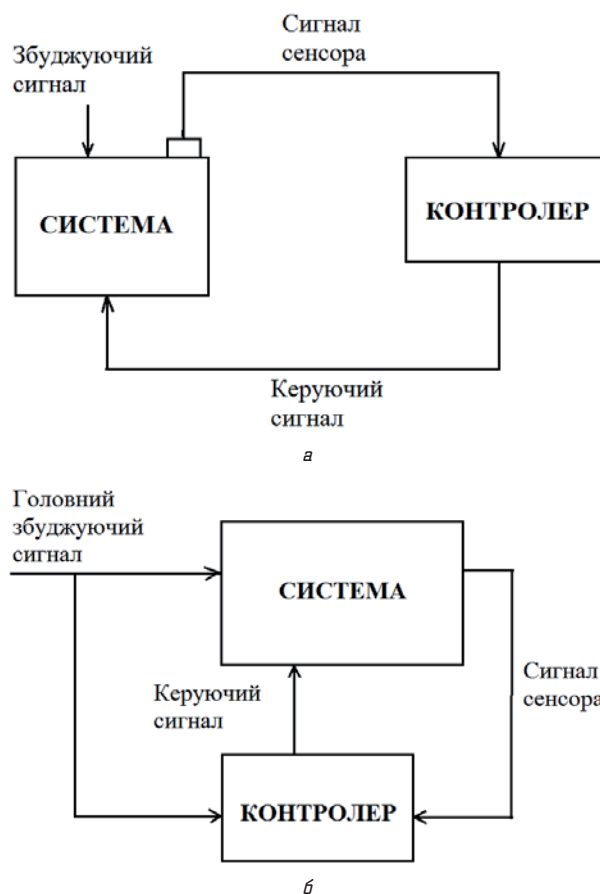 Сигнал
сенсора
Збуджуючий
сигнал
СИСТЕМА
КОНТРОЛЕР
Керуючий
сигнал
а
Головний
збуджуючий
сигнал
СИСТЕМА
Керуючий
сигнал
Сигнал
сенсора
КОНТРОЛЕР
б